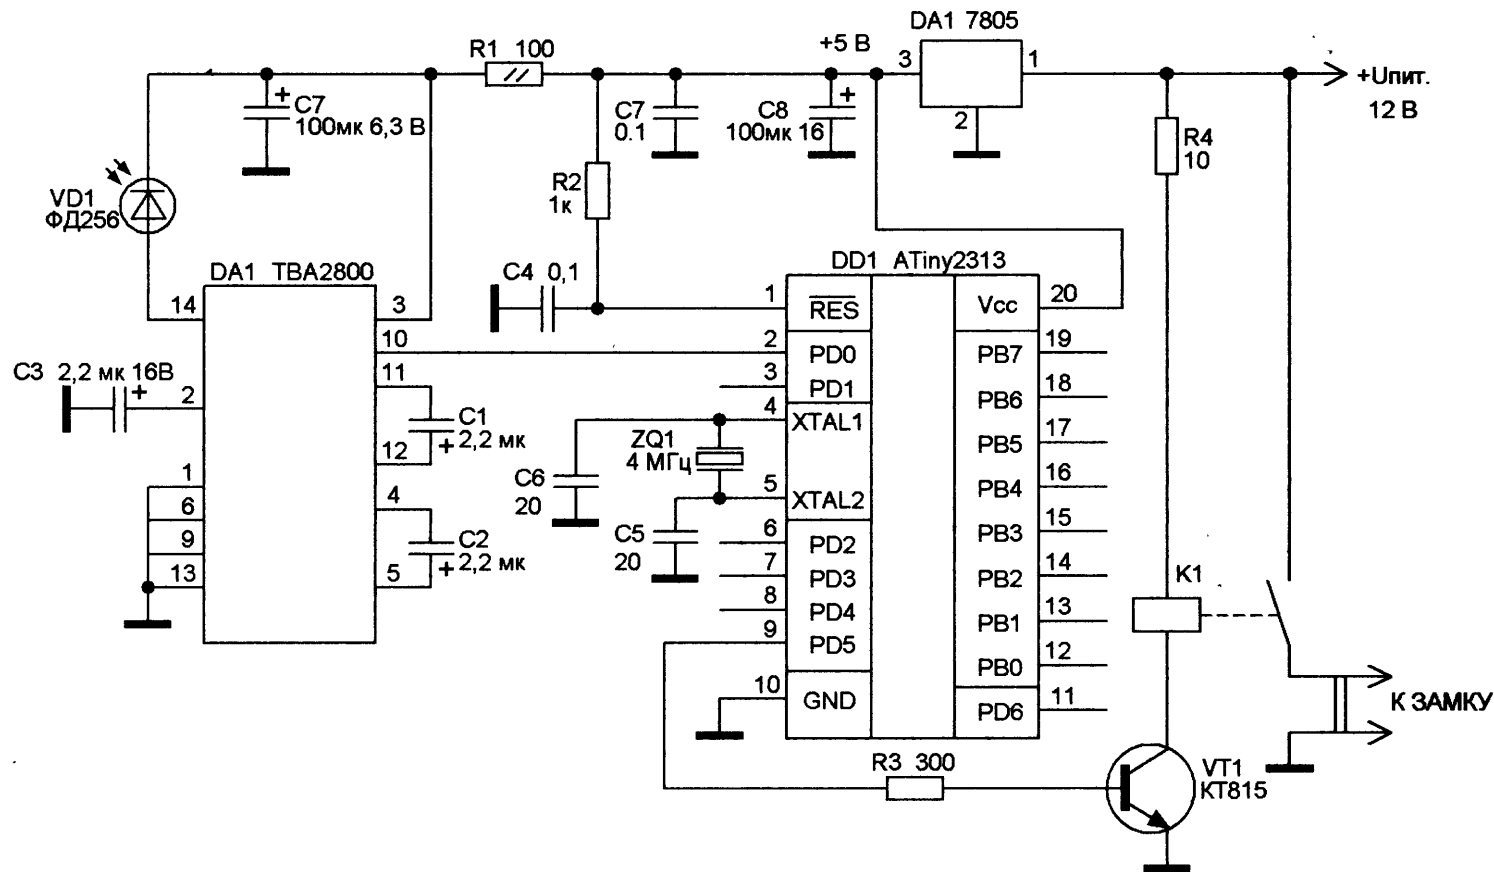 DA1 7805
R1 100
+5 В
3
1
+Uпит.
12 В
C7
100мк 6,3 В
C7
0.1
C8
100мк 16
2
R4
10
VD1
ФД256
R2
1к
DA1 TBA2800
C4 0,1
DD1 ATiny2313
14
3
1
RES
Vcc
20
10
2
PD0
PB7
19
C3 2,2 мк 16В
2
11
3
PD1
PB6
18
C1
2,2 мк
12
4
XTAL1
ZQ1
4 МГц
PB5
17
C6
20
5
XTAL2
PB4
16
1
6
9
13
4
C2
2,2 мк
5
C5
20
6
PD2
PB3
15
7
PD3
PB2
14
8
PD4
PB1
13
9
PD5
PB0
12
10
GND
PD6
11
K1
К ЗАМКУ
R3 300
VT1
КТ815